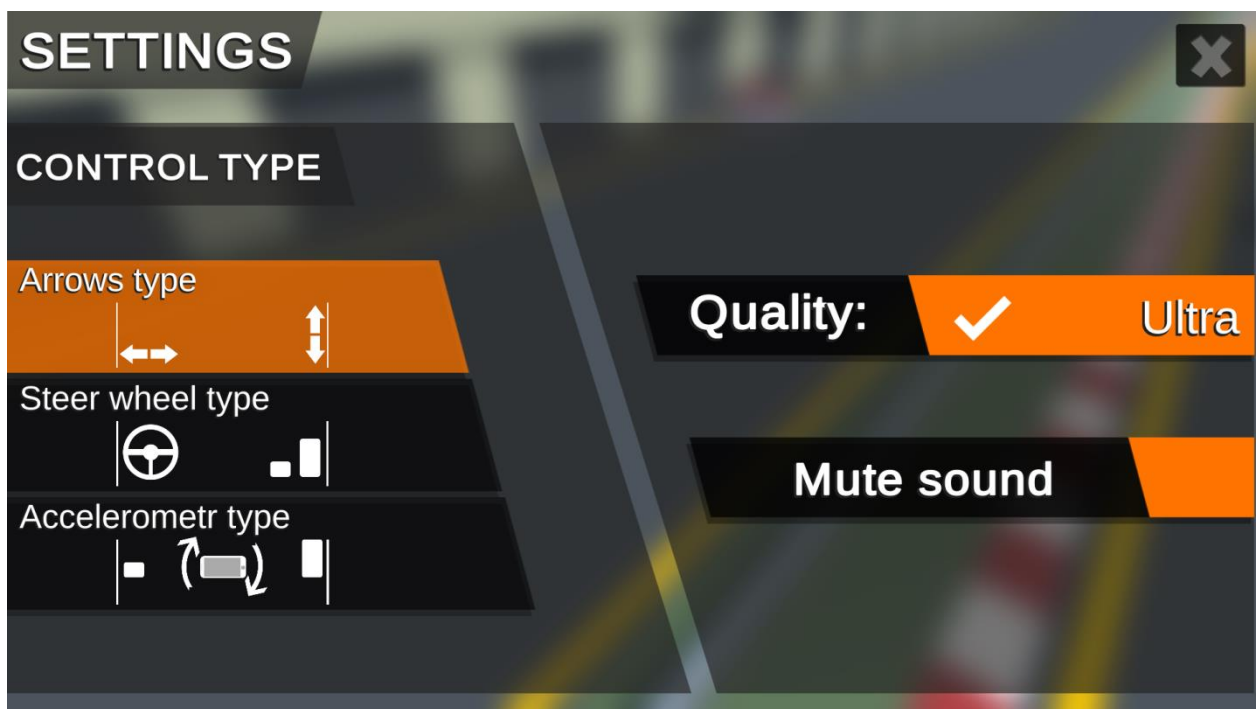 SETTINGS
CONTROL TYPE
Arrows type
Steer wheel type
Accelerometr type
Quality:
Ultra
Mute sound